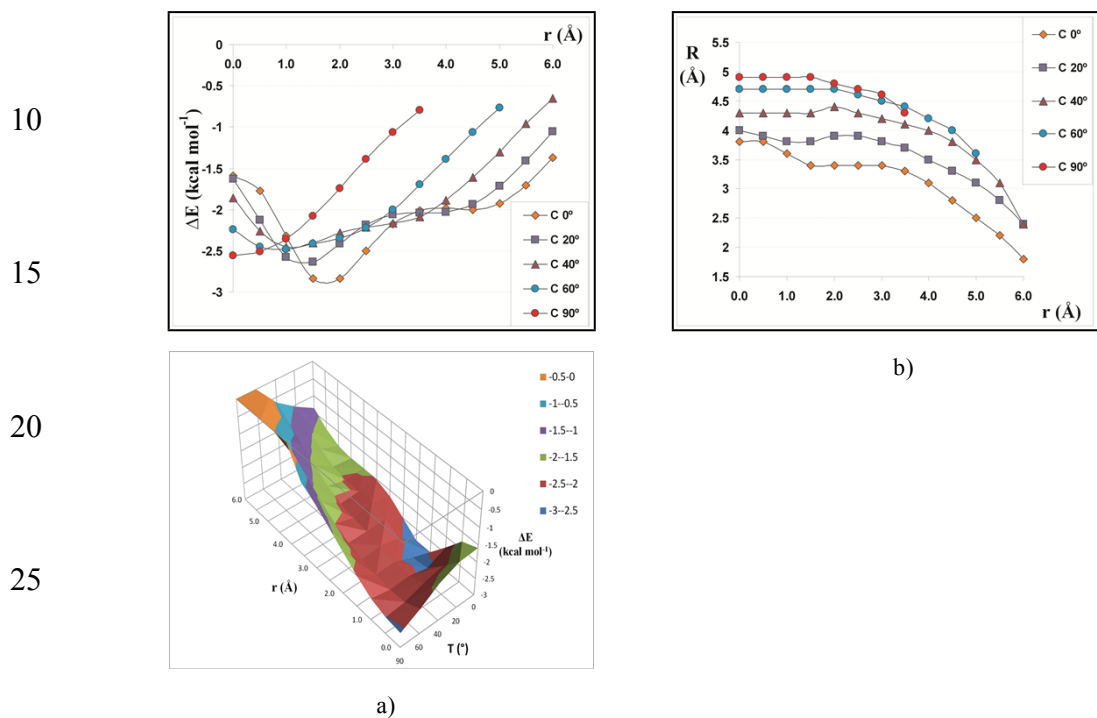 r (Å)
0
0.0 1.0 2.0 3.0 4.0 5.0 6.0
-0.5
-1
-1.5
-2
-2.5
-3
ΔE (kcal mol⁻¹)
C 0º
C 20º
C 40º
C 60º
C 90º
R
(Å)
5.5
5
4.5
4
3.5
3
2.5
2
1.5
0.0 1.0 2.0 3.0 4.0 5.0 6.0
r (Å)
C 0º
C 20º
C 40º
C 60º
C 90º
b)
10
15
20
25
-0.5-0
-1--0.5
-1.5--1
-2--1.5
-2.5--2
-3--2.5
0
-0.5
-1
-1.5
-2
-2.5
-3
ΔE
(kcal mol⁻¹)
6.0
5.0
4.0
3.0
2.0
1.0
0.0
r (Å)
0
20
40
60
90
T (°)
a)